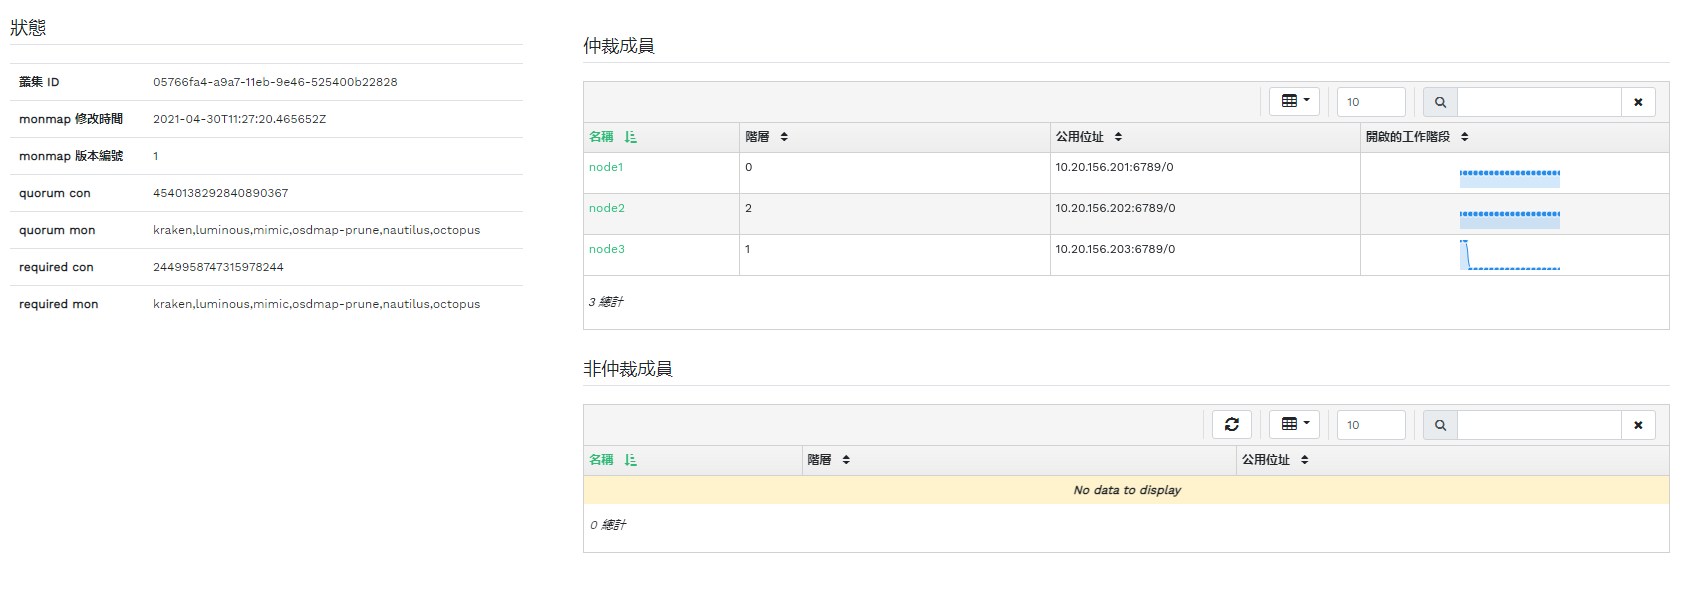 狀態
叢集 ID 05766fa4-a9a7-11eb-9e46-525400b22828
monmap 修改時間 2021-04-30T11:27:20.465652Z
monmap 版本編號 1
quorum con 4540138292840890367
quorum mon kraken,luminous,mimic,osdmap-prune,nautilus,octopus
required con 2449958747315978244
required mon kraken,luminous,mimic,osdmap-prune,nautilus,octopus
仲裁成員
10
名稱 階層 公用位址 開啟的工作階段
node1 0 10.20.156.201:6789/0
node2 2 10.20.156.202:6789/0
node3 1 10.20.156.203:6789/0
3 總計
非仲裁成員
10
名稱 階層 公用位址
No data to display
0 總計